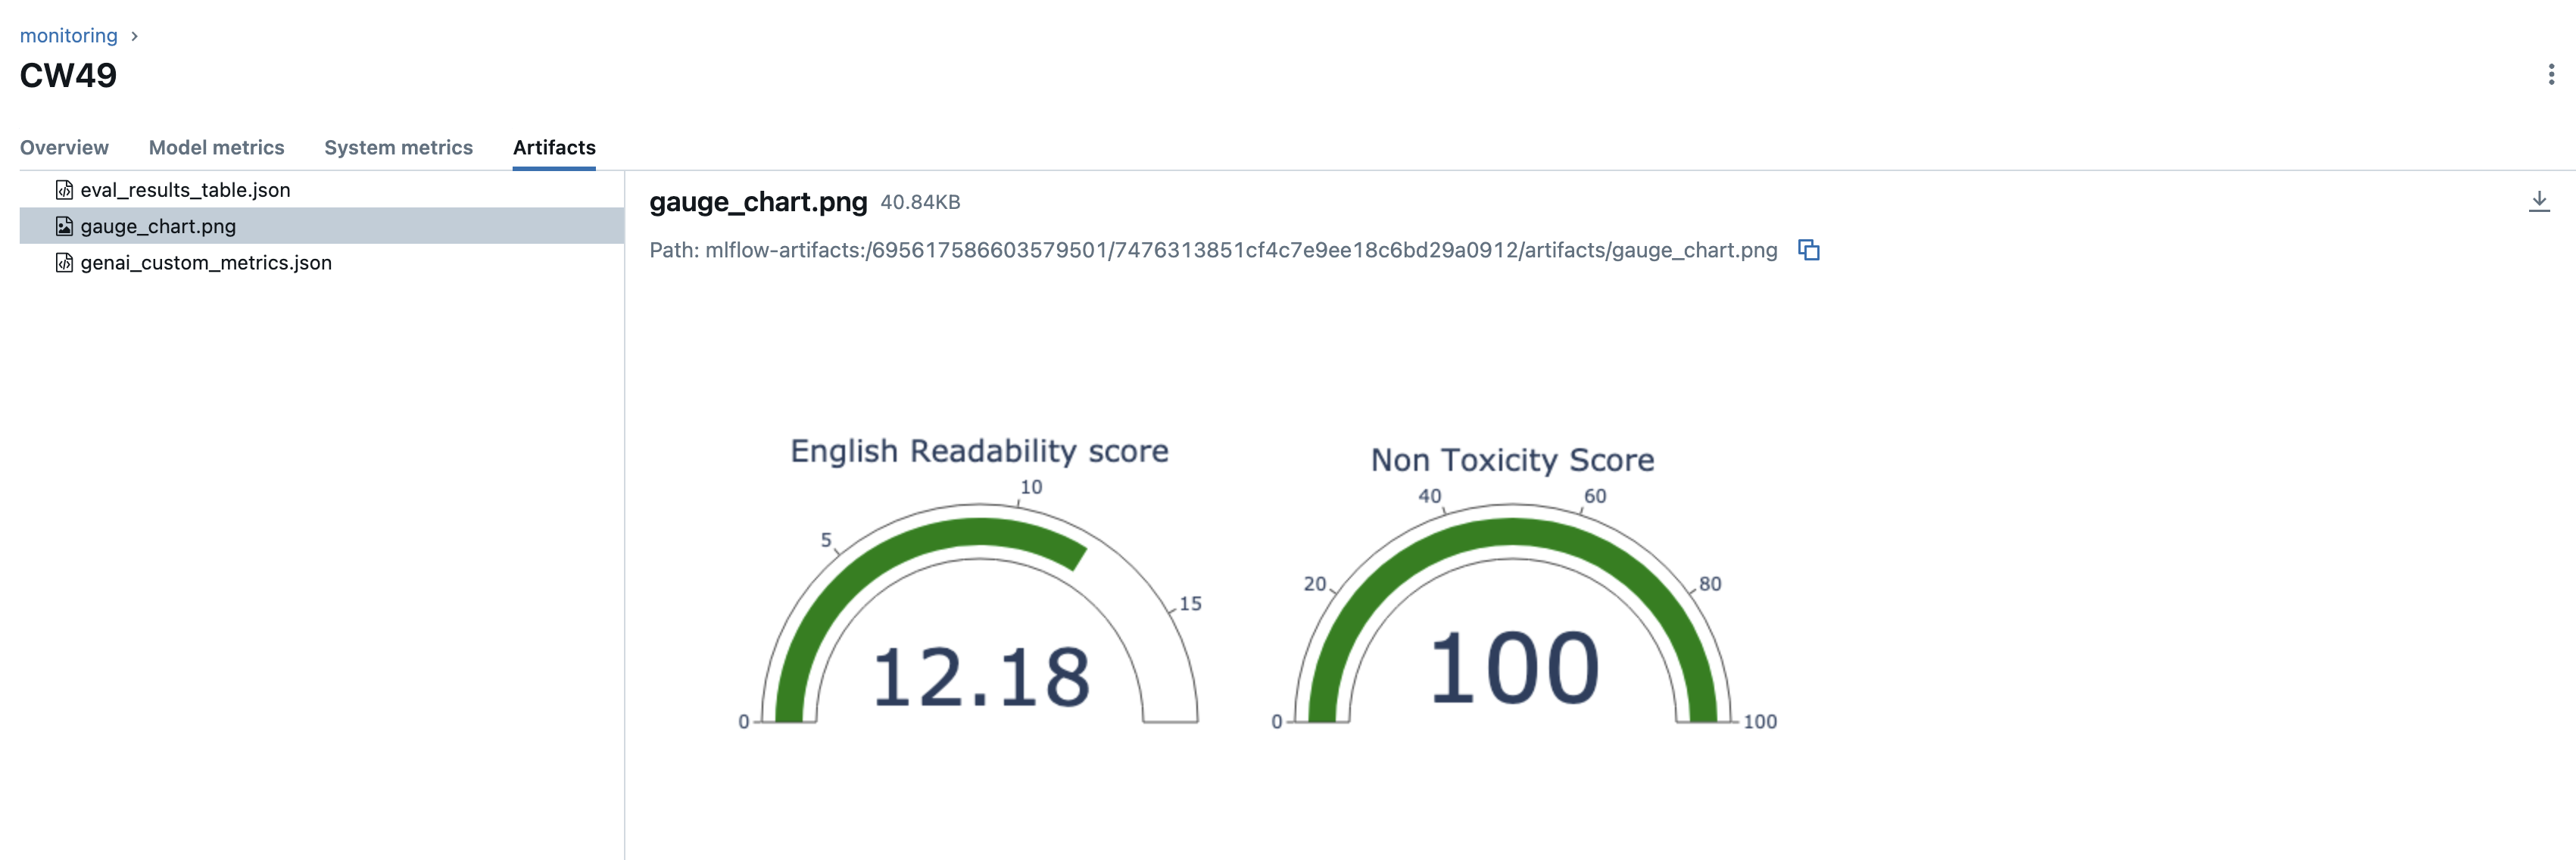 monitoring
CW49
Overview Model metrics System metrics Artifacts
eval_results_table.json
gauge_chart.png
genai_custom_metrics.json
gauge_chart.png 40.84KB
Path: mlflow-artifacts:/695617586603579501/7476313851cf4c7e9ee18c6bd29a0912/artifacts/gauge_chart.png
English Readability score
0
5
10
15
12.18
Non Toxicity Score
0
20
40
60
80
100
100